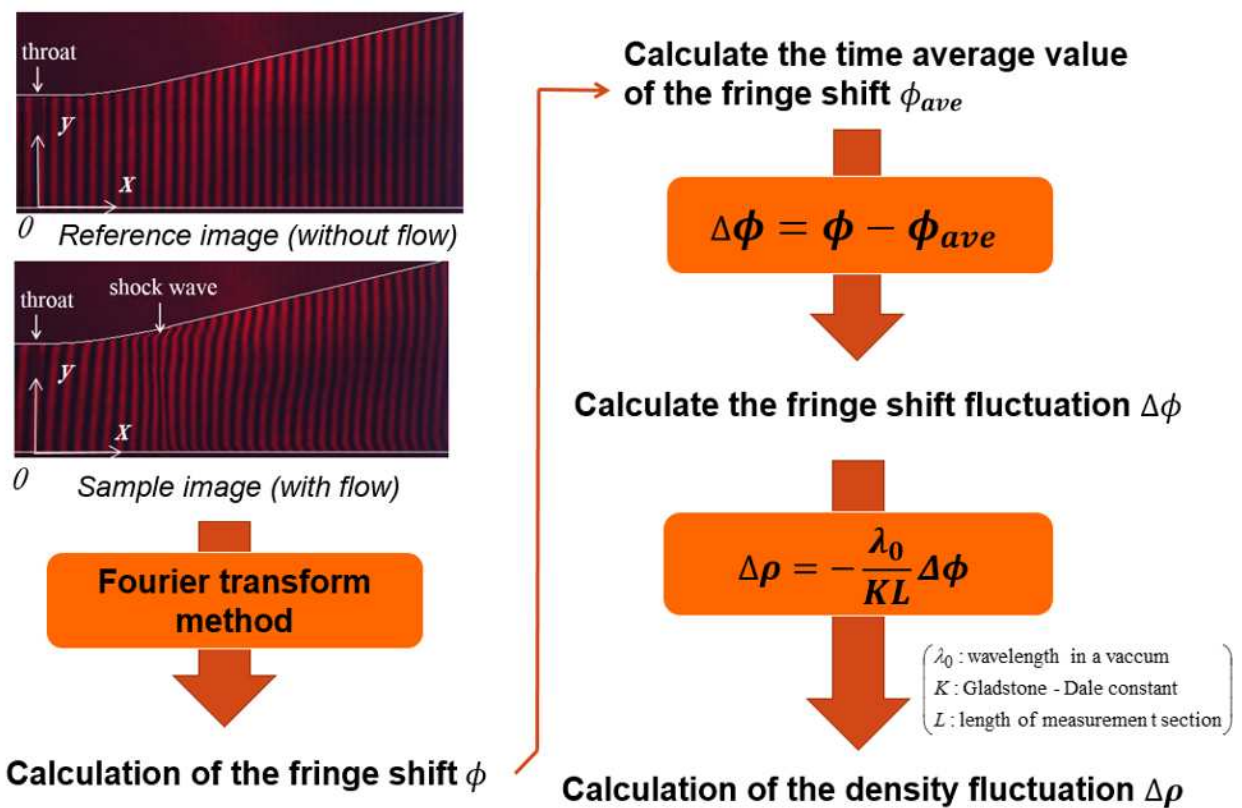 throat
y
x
0
Reference image (without flow)
shock wave
throat
y
x
0
Sample image (with flow)
Fourier transform
method
Calculation of the fringe shift ϕ
Calculate the time average value
of the fringe shift ϕ_ave
Δϕ = ϕ − ϕ_ave
Calculate the fringe shift fluctuation Δϕ
Δρ = −λ₀/KL Δϕ
λ₀ : wavelength in a vaccum
K : Gladstone - Dale constant
L : length of measuremen t section
Calculation of the density fluctuation Δρ